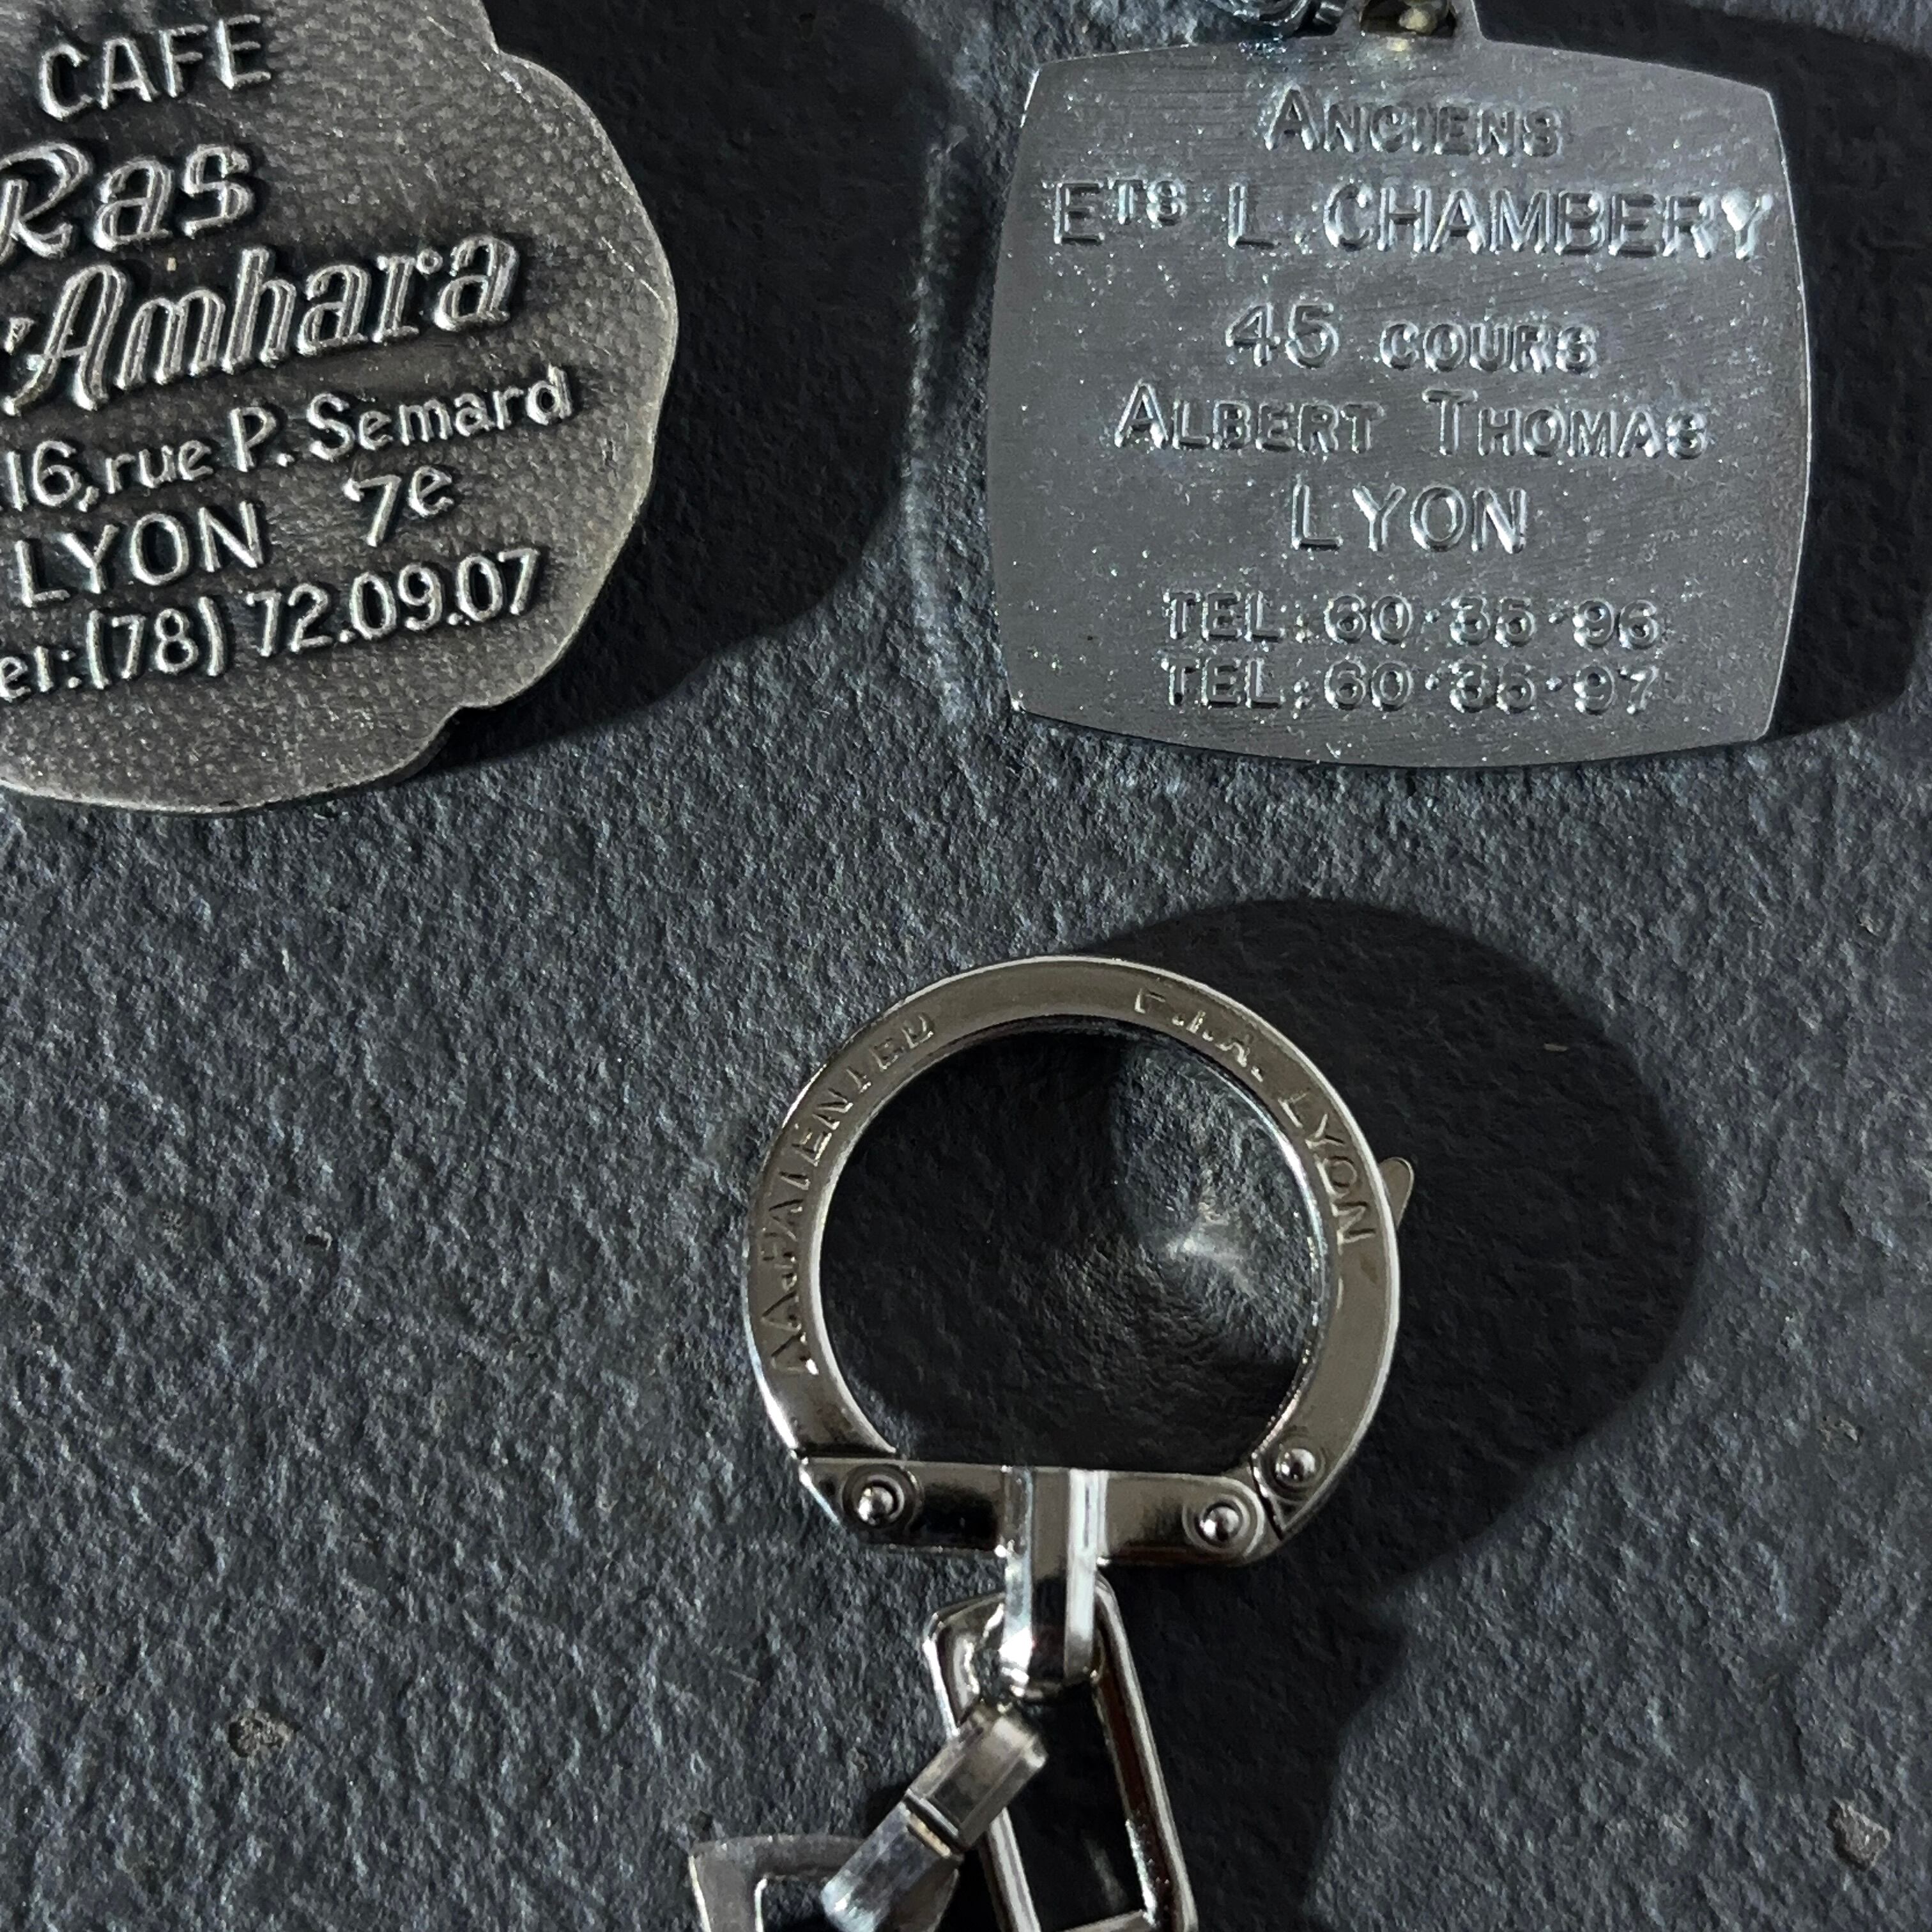 CAFE
Ras
'Amhara
16, rue P. Semard
LYON 7e
el:(78) 72.09.07
ANCIENS
ETS L. CHAMBERY
45 COURS
ALBERT THOMAS
LYON
TEL: 60·35·96
TEL: 60·35·97
PATENTED LYON